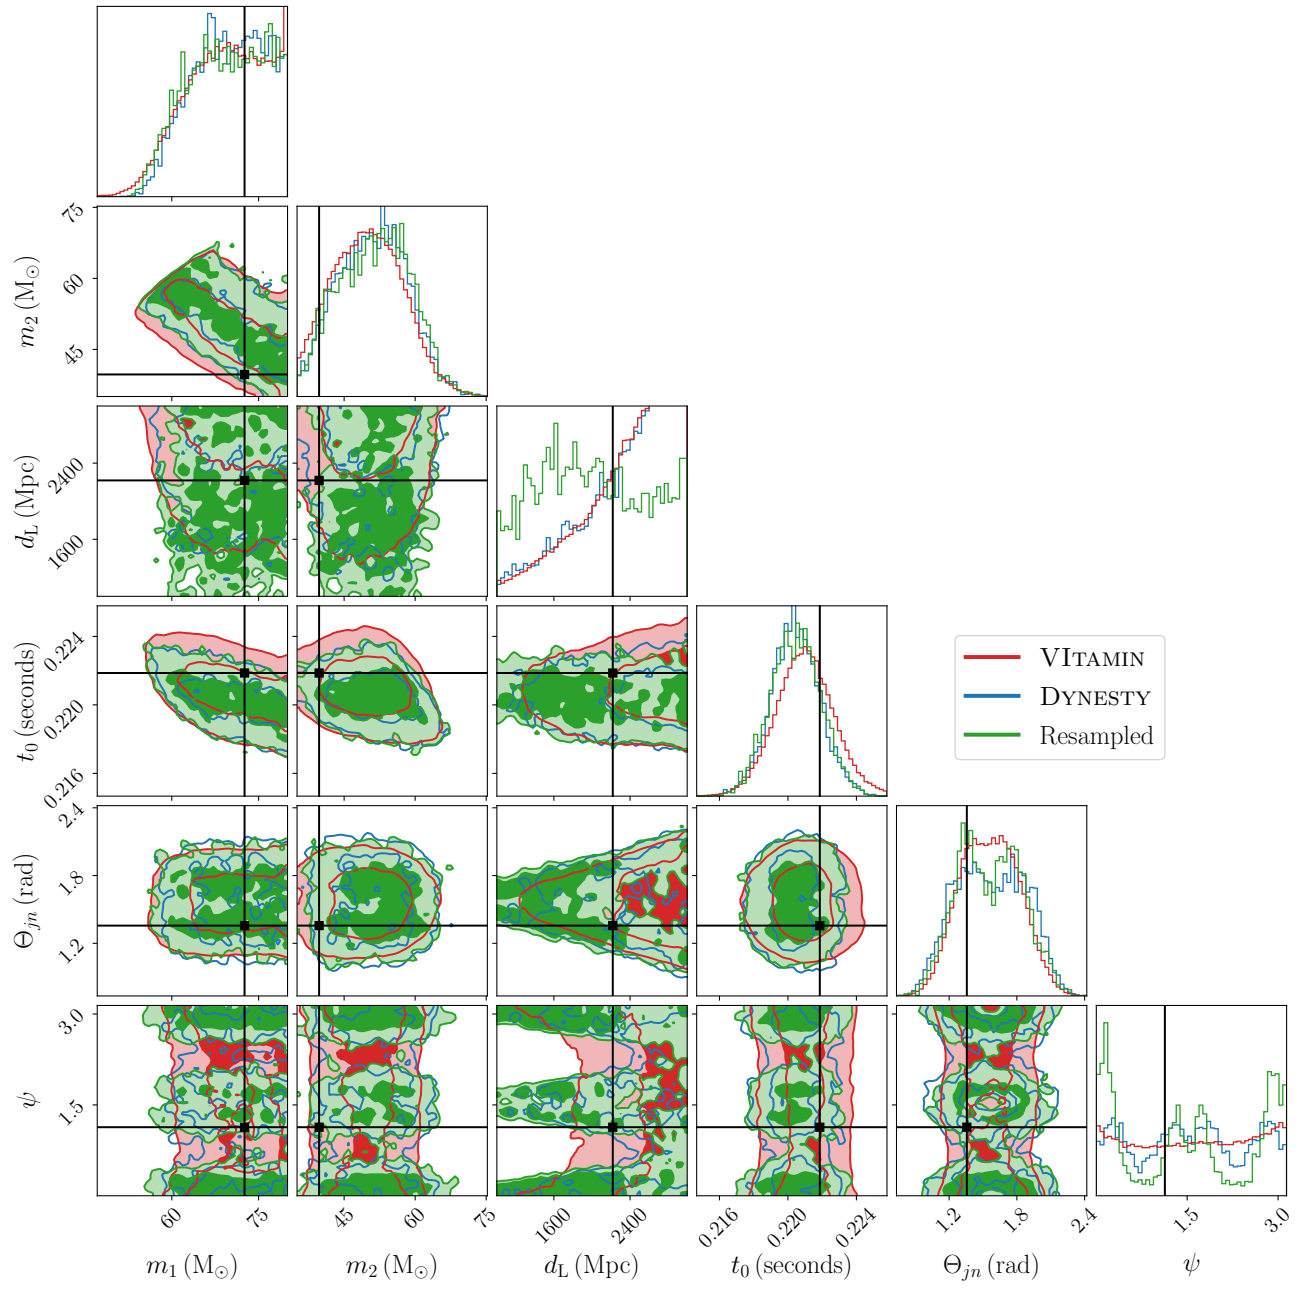 75
60
45
m₂ (M⊙)
2400
1600
d_L (Mpc)
0.224
0.220
0.216
t₀ (seconds)
VITAMIN
DYNESTY
Resampled
2.4
1.8
1.2
Θ_jn (rad)
3.0
1.5
ψ
60 75 45 60 75 1600 2400 0.216 0.220 0.224 1.2 1.8 2.4 1.5 3.0
m₁ (M⊙) m₂ (M⊙) d_L (Mpc) t₀ (seconds) Θ_jn (rad) ψ